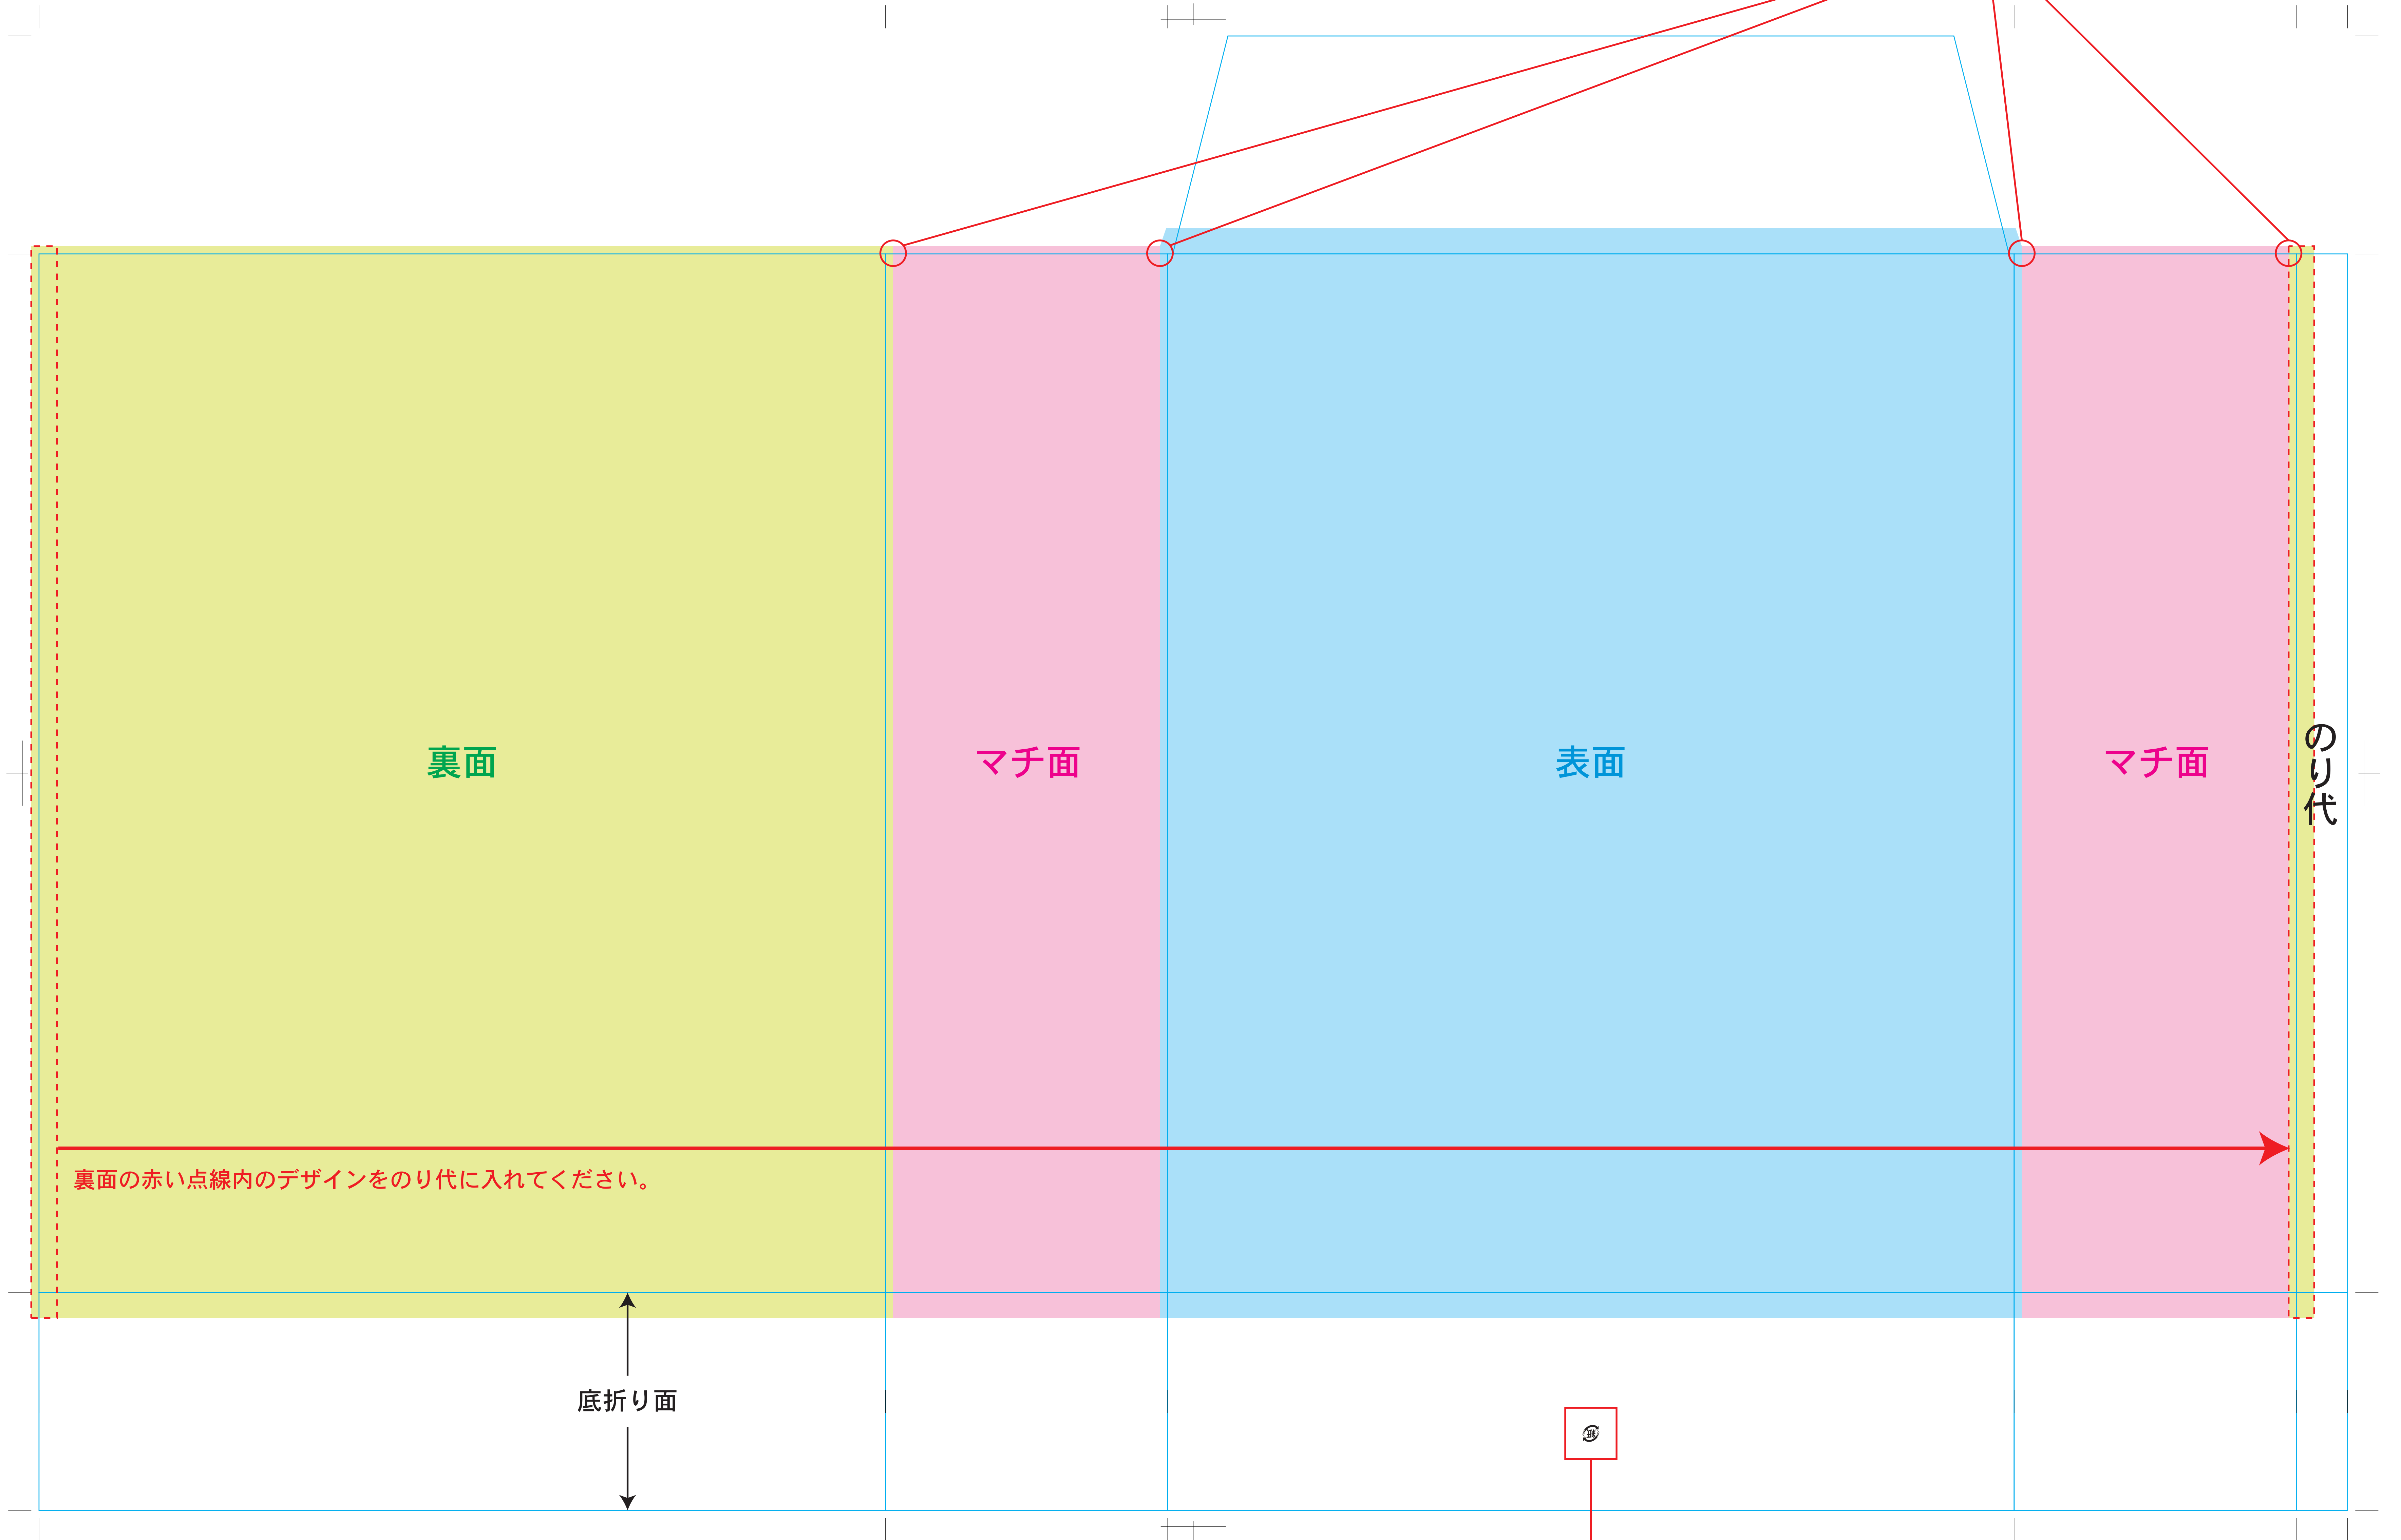 裏面
マチ面
表面
マチ面
のり代
裏面の赤い点線内のデザインをのり代に入れてください。
底折り面
紙